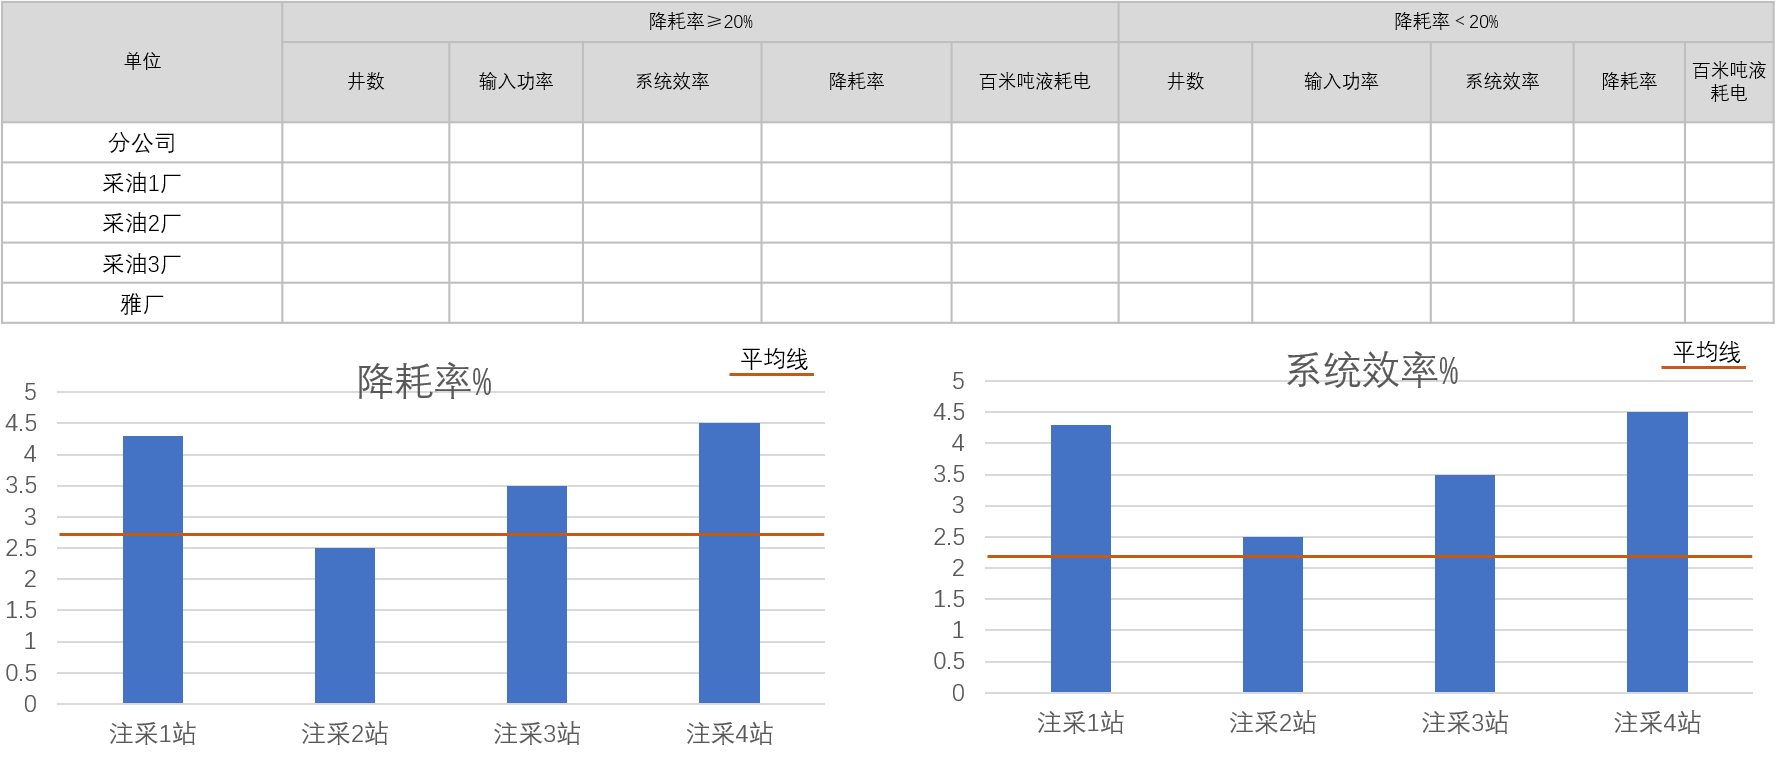 单位
降耗率≥20%
降耗率<20%
井数
输入功率
系统效率
降耗率
百米吨液耗电
井数
输入功率
系统效率
降耗率
百米吨液
耗电
分公司
采油1厂
采油2厂
采油3厂
雅厂
降耗率%
平均线
5
4.5
4
3.5
3
2.5
2
1.5
1
0.5
0
注采1站
注采2站
注采3站
注采4站
系统效率%
平均线
5
4.5
4
3.5
3
2.5
2
1.5
1
0.5
0
注采1站
注采2站
注采3站
注采4站